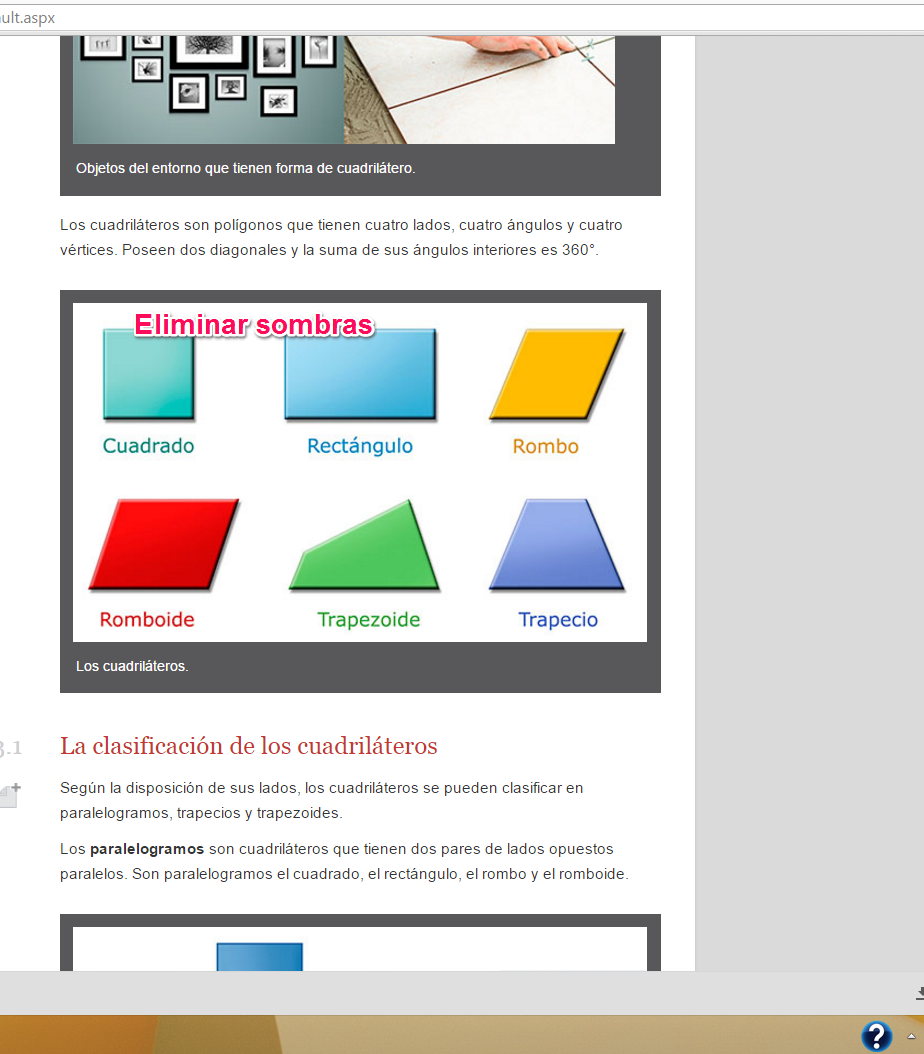 ult.aspx
Objetos del entorno que tienen forma de cuadrilátero.
Los cuadriláteros son polígonos que tienen cuatro lados, cuatro ángulos y cuatro
vértices. Poseen dos diagonales y la suma de sus ángulos interiores es 360°.
Eliminar sombras
Cuadrado Rectángulo Rombo
Romboide Trapezoide Trapecio
Los cuadriláteros.
3.1 La clasificación de los cuadriláteros
Según la disposición de sus lados, los cuadriláteros se pueden clasificar en
paralelogramos, trapecios y trapezoides.
Los paralelogramos son cuadriláteros que tienen dos pares de lados opuestos
paralelos. Son paralelogramos el cuadrado, el rectángulo, el rombo y el romboide.
?